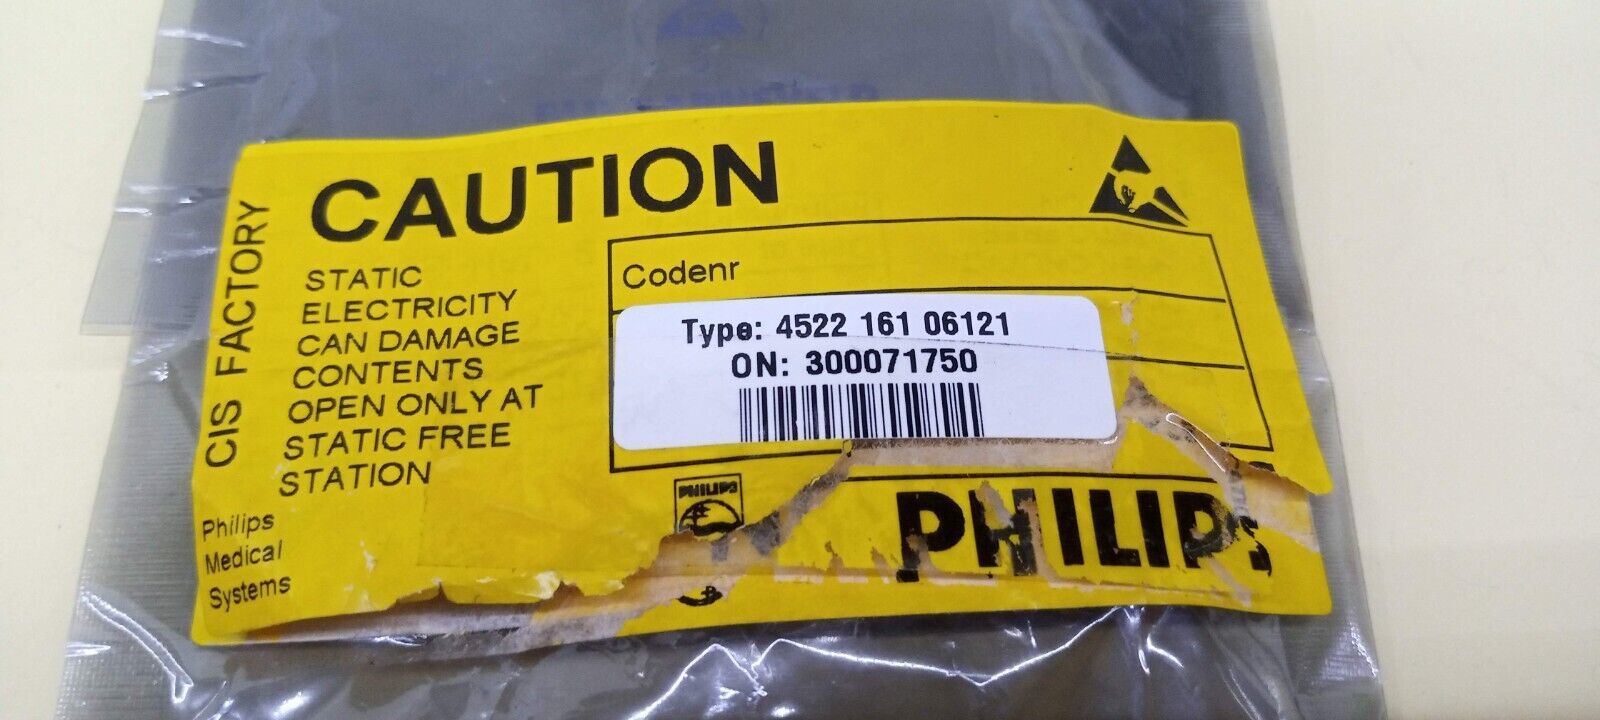 CAUTION
CIS FACTORY
STATIC
ELECTRICITY
CAN DAMAGE
CONTENTS
OPEN ONLY AT
STATIC FREE
STATION
Philips
Medical
Systems
Codenr
Type: 4522 161 06121
ON: 300071750
PHILIPS
PHILIPS